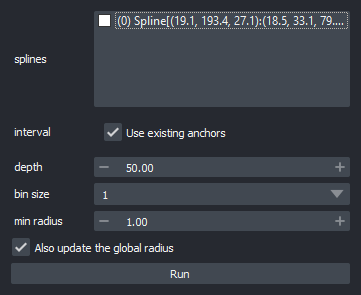 (0) Spline[(19.1, 193.4, 27.1):(18.5, 33.1, 79....
splines
interval Use existing anchors
depth 50.00
bin size 1
min radius 1.00
Also update the global radius
Run